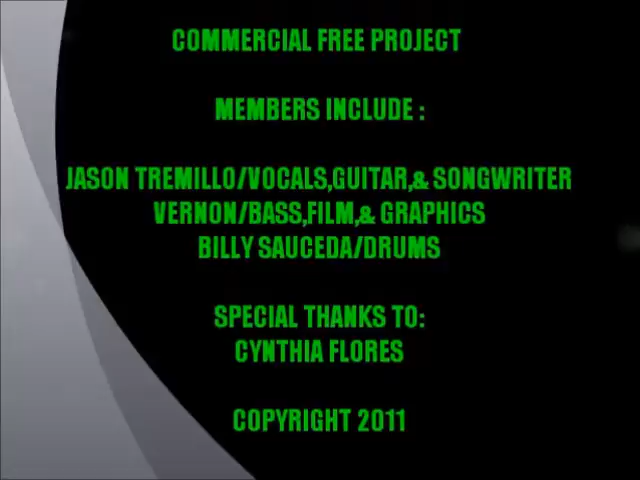 COMMERCIAL FREE PROJECT
MEMBERS INCLUDE :
JASON TREMILLO/VOCALS,GUITAR,& SONGWRITER
VERNON/BASS,FILM,& GRAPHICS
BILLY SAUCEDA/DRUMS
SPECIAL THANKS TO:
CYNTHIA FLORES
COPYRIGHT 2011